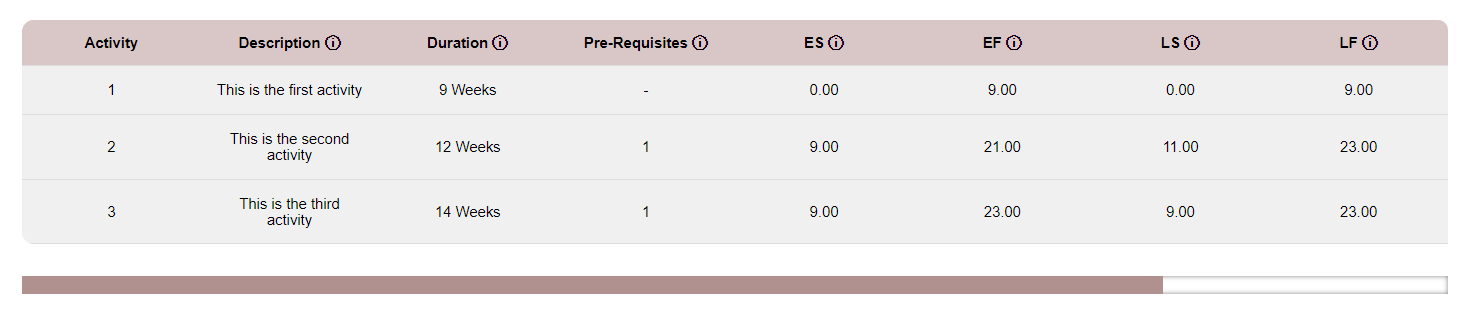 Activity Description ⓘ Duration ⓘ Pre-Requisites ⓘ ES ⓘ EF ⓘ LS ⓘ LF ⓘ
1 This is the first activity 9 Weeks - 0.00 9.00 0.00 9.00
2 This is the second activity 12 Weeks 1 9.00 21.00 11.00 23.00
3 This is the third activity 14 Weeks 1 9.00 23.00 9.00 23.00